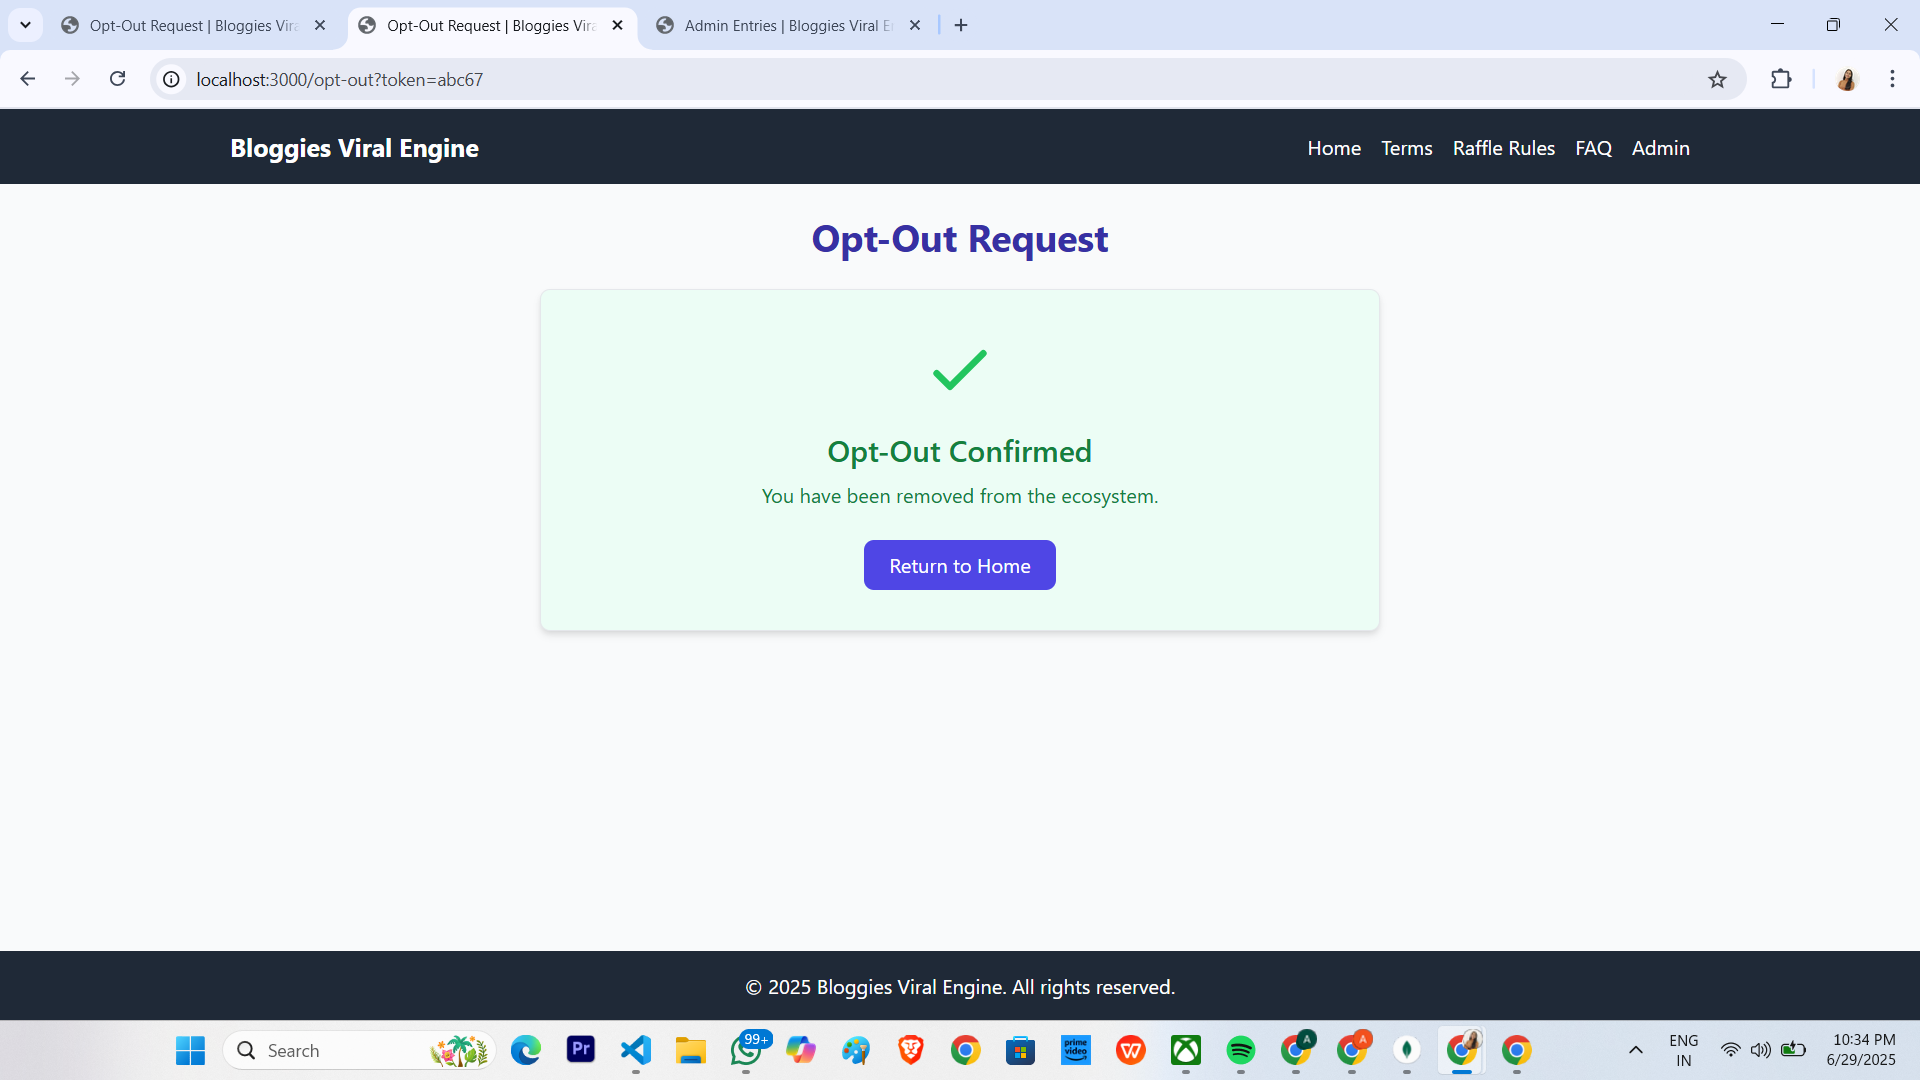 Opt-Out Request | Bloggies Vira
Opt-Out Request | Bloggies Vira
Admin Entries | Bloggies Viral E
localhost:3000/opt-out?token=abc67
Bloggies Viral Engine
Home Terms Raffle Rules FAQ Admin
Opt-Out Request
Opt-Out Confirmed
You have been removed from the ecosystem.
Return to Home
© 2025 Bloggies Viral Engine. All rights reserved.
Search
Pr
99+
prime video
W
A
A
ENG
IN
10:34 PM
6/29/2025